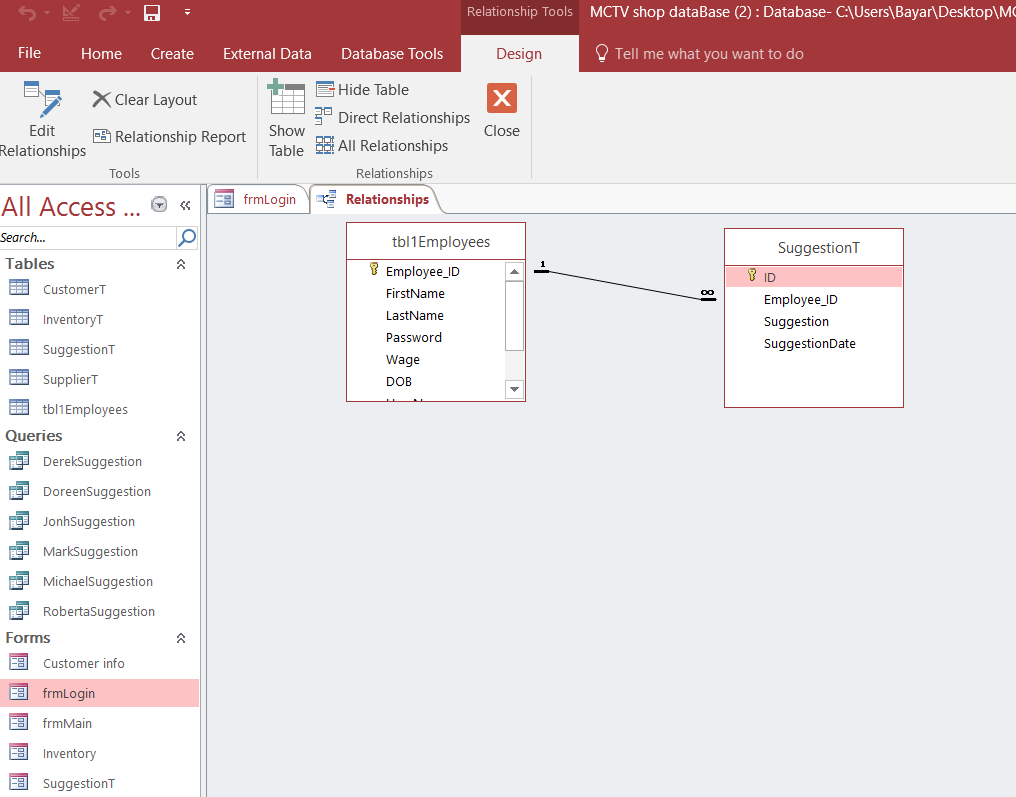 Relationship Tools
MCTV shop dataBase (2) : Database- C:\Users\Bayar\Desktop\MC
File
Home
Create
External Data
Database Tools
Design
Tell me what you want to do
Edit
Relationships
Clear Layout
Relationship Report
Tools
Show
Table
Hide Table
Direct Relationships
All Relationships
Relationships
Close
All Access ...
Search...
frmLogin
Relationships
Tables
CustomerT
InventoryT
SuggestionT
SupplierT
tbl1Employees
Queries
DerekSuggestion
DoreenSuggestion
JonhSuggestion
MarkSuggestion
MichaelSuggestion
RobertaSuggestion
Forms
Customer info
frmLogin
frmMain
Inventory
SuggestionT
tbl1Employees
Employee_ID
FirstName
LastName
Password
Wage
DOB
1
∞
SuggestionT
ID
Employee_ID
Suggestion
SuggestionDate